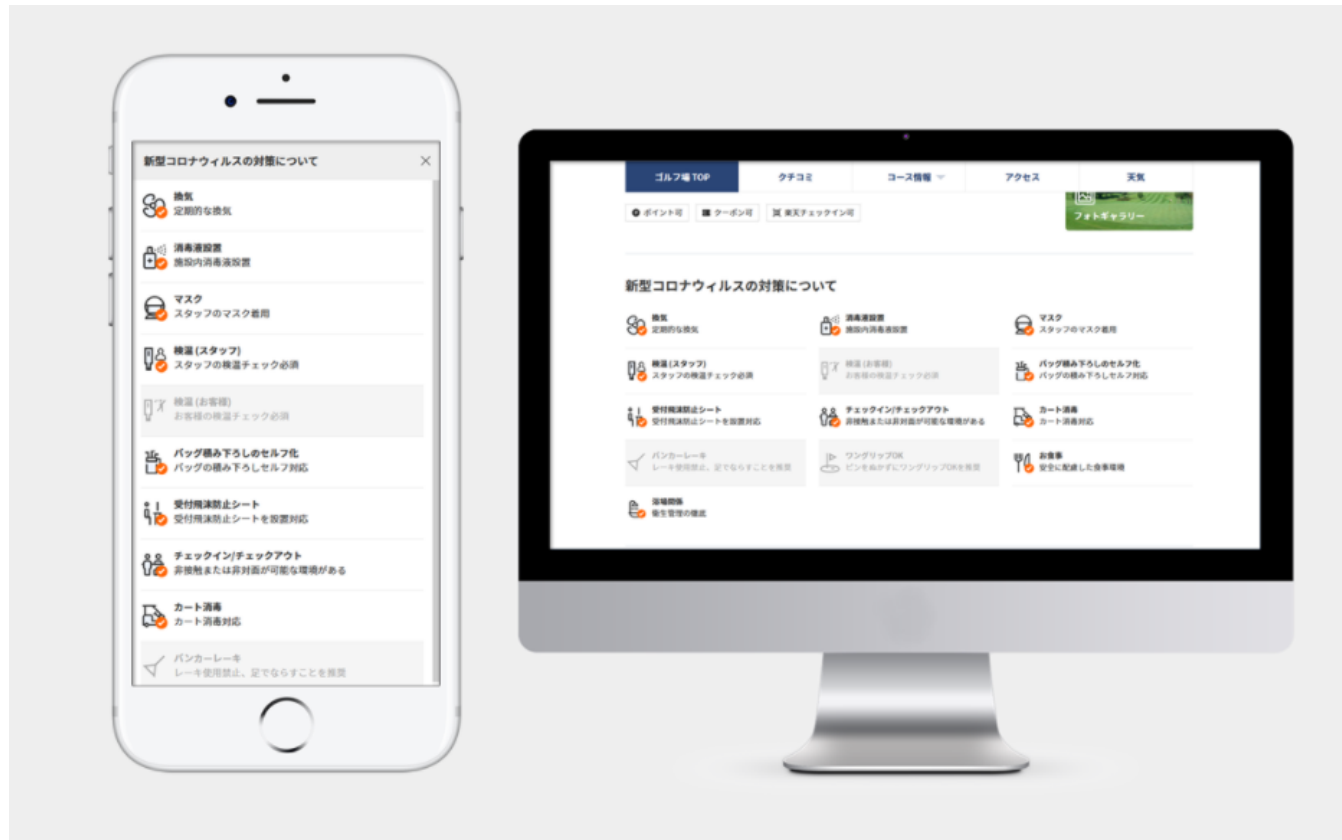 新型コロナウィルスの対策について
換気
定期的な換気
消毒液設置
施設内消毒液設置
マスク
スタッフのマスク着用
検温 (スタッフ)
スタッフの検温チェック必須
検温 (お客様)
お客様の検温チェック必須
バッグ積み下ろしのセルフ化
バッグの積み下ろしセルフ対応
受付飛沫防止シート
受付飛沫防止シートを設置対応
チェックイン/チェックアウト
非接触または非対面が可能な環境がある
カート消毒
カート消毒対応
バンカーレーキ
レーキ使用禁止、足でならすことを推奨
ゴルフ場 TOP クチコミ コース情報 アクセス 天気
ポイント可 クーポン可 楽天チェックイン可
フォトギャラリー
新型コロナウィルスの対策について
換気 消毒液設置 マスク
定期的な換気 施設内消毒液設置 スタッフのマスク着用
検温 (スタッフ) 検温 (お客様) バッグ積み下ろしのセルフ化
スタッフの検温チェック必須 お客様の検温チェック必須 バッグの積み下ろしセルフ対応
受付飛沫防止シート チェックイン/チェックアウト カート消毒
受付飛沫防止シートを設置対応 非接触または非対面が可能な環境がある カート消毒対応
バンカーレーキ ワングリップOK お食事
レーキ使用禁止、足でならすことを推奨 ピンをぬかずにワングリップOKを推奨 安全に配慮した食事環境
浴場関係
衛生管理の徹底